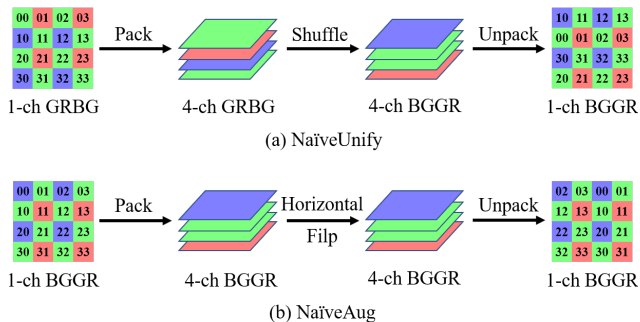 00 01 02 03
10 11 12 13
20 21 22 23
30 31 32 33
1-ch GRBG
Pack
4-ch GRBG
Shuffle
4-ch BGGR
Unpack
10 11 12 13
00 01 02 03
30 31 32 33
20 21 22 23
1-ch BGGR
(a) NaïveUnify
00 01 02 03
10 11 12 13
20 21 22 23
30 31 32 33
1-ch BGGR
Pack
4-ch BGGR
Horizontal
Filp
4-ch BGGR
Unpack
02 03 00 01
12 13 10 11
22 23 20 21
32 33 30 31
1-ch BGGR
(b) NaïveAug